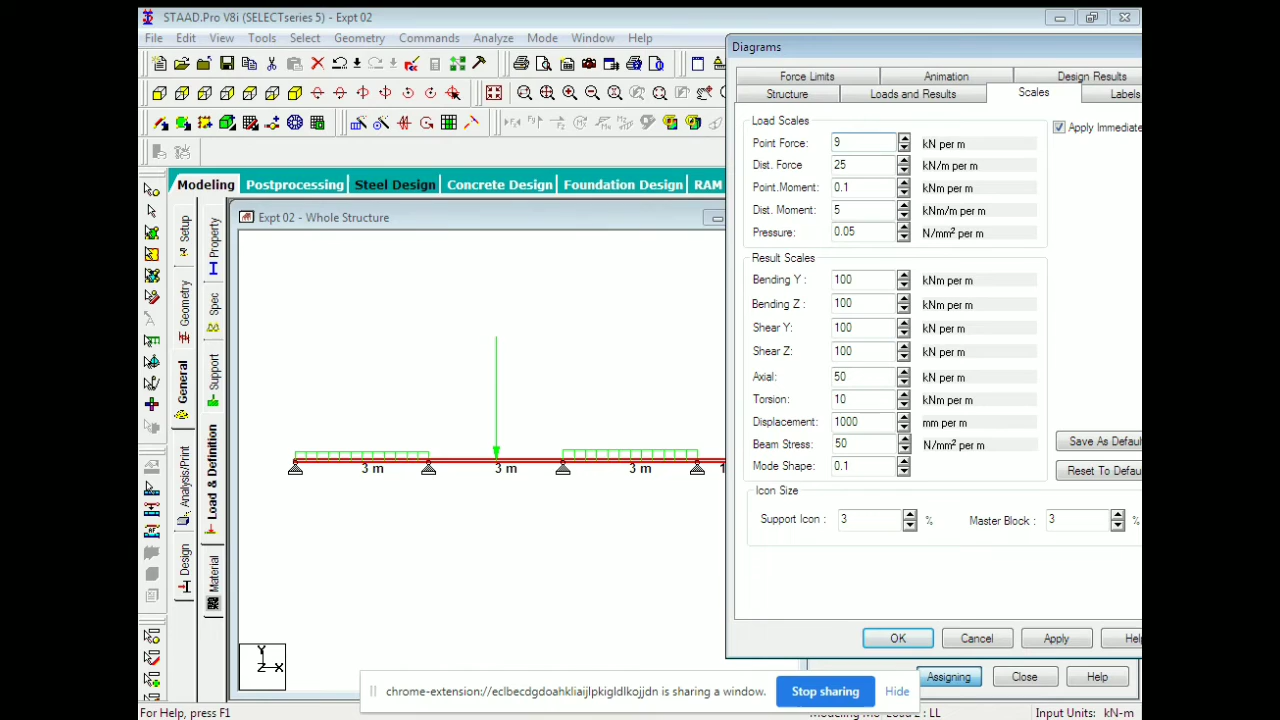 STAAD.Pro V8i (SELECTseries 5) - Expt 02
File Edit View Tools Select Geometry Commands Analyze Mode Window Help
Modeling Postprocessing Steel Design Concrete Design Foundation Design RAM
Setup
Geometry
General
Analysis/Print
Design
Property
Spec
Support
Load & Definition
Material
Expt 02 - Whole Structure
3 m 3 m 3 m
Y
Z X
Diagrams
Force Limits Animation Design Results
Structure Loads and Results Scales Labels
Load Scales
Apply Immediate
Point Force: 9 kN per m
Dist. Force 25 kN/m per m
Point.Moment: 0.1 kNm per m
Dist. Moment: 5 kNm/m per m
Pressure: 0.05 N/mm² per m
Result Scales
Bending Y : 100 kNm per m
Bending Z : 100 kNm per m
Shear Y: 100 kN per m
Shear Z: 100 kN per m
Axial: 50 kN per m
Torsion: 10 kNm per m
Displacement: 1000 mm per m
Beam Stress: 50 N/mm² per m
Mode Shape: 0.1
Save As Defau
Reset To Defau
Icon Size
Support Icon : 3 % Master Block : 3 %
OK Cancel Apply Hel
Assigning Close Help
chrome-extension://eclbecdgdoahkliaijlpkigldlkojjdn is sharing a window. Stop sharing Hide
For Help, press F1
Load 2 : LL Input Units: kN-m